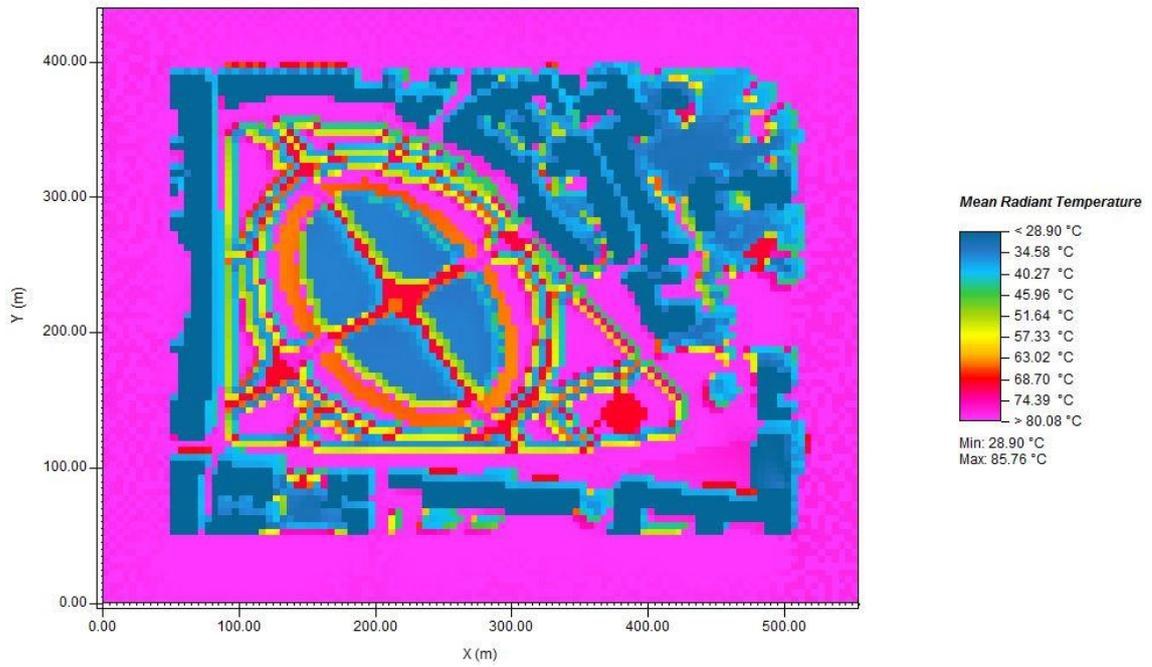 400.00
300.00
200.00
100.00
0.00
Y (m)
0.00 100.00 200.00 300.00 400.00 500.00
X (m)
Mean Radiant Temperature
< 28.90 °C
34.58 °C
40.27 °C
45.96 °C
51.64 °C
57.33 °C
63.02 °C
68.70 °C
74.39 °C
> 80.08 °C
Min: 28.90 °C
Max: 85.76 °C